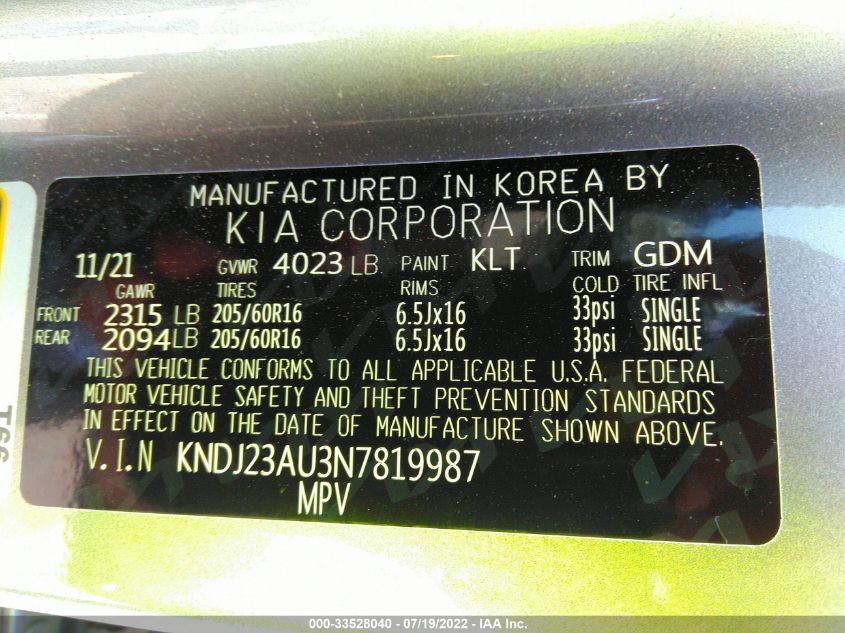 MANUFACTURED IN KOREA BY
KIA CORPORATION
11/21 GVWR 4023 LB PAINT KLT TRIM GDM
GAWR TIRES RIMS COLD TIRE INFL
FRONT 2315 LB 205/60R16 6.5Jx16 33psi SINGLE
REAR 2094 LB 205/60R16 6.5Jx16 33psi SINGLE
THIS VEHICLE CONFORMS TO ALL APPLICABLE U.S.A. FEDERAL
MOTOR VEHICLE SAFETY AND THEFT PREVENTION STANDARDS
IN EFFECT ON THE DATE OF MANUFACTURE SHOWN ABOVE.
V.I.N KNDJ23AU3N7819987
MPV
000-33528040 - 07/19/2022 - IAA Inc.